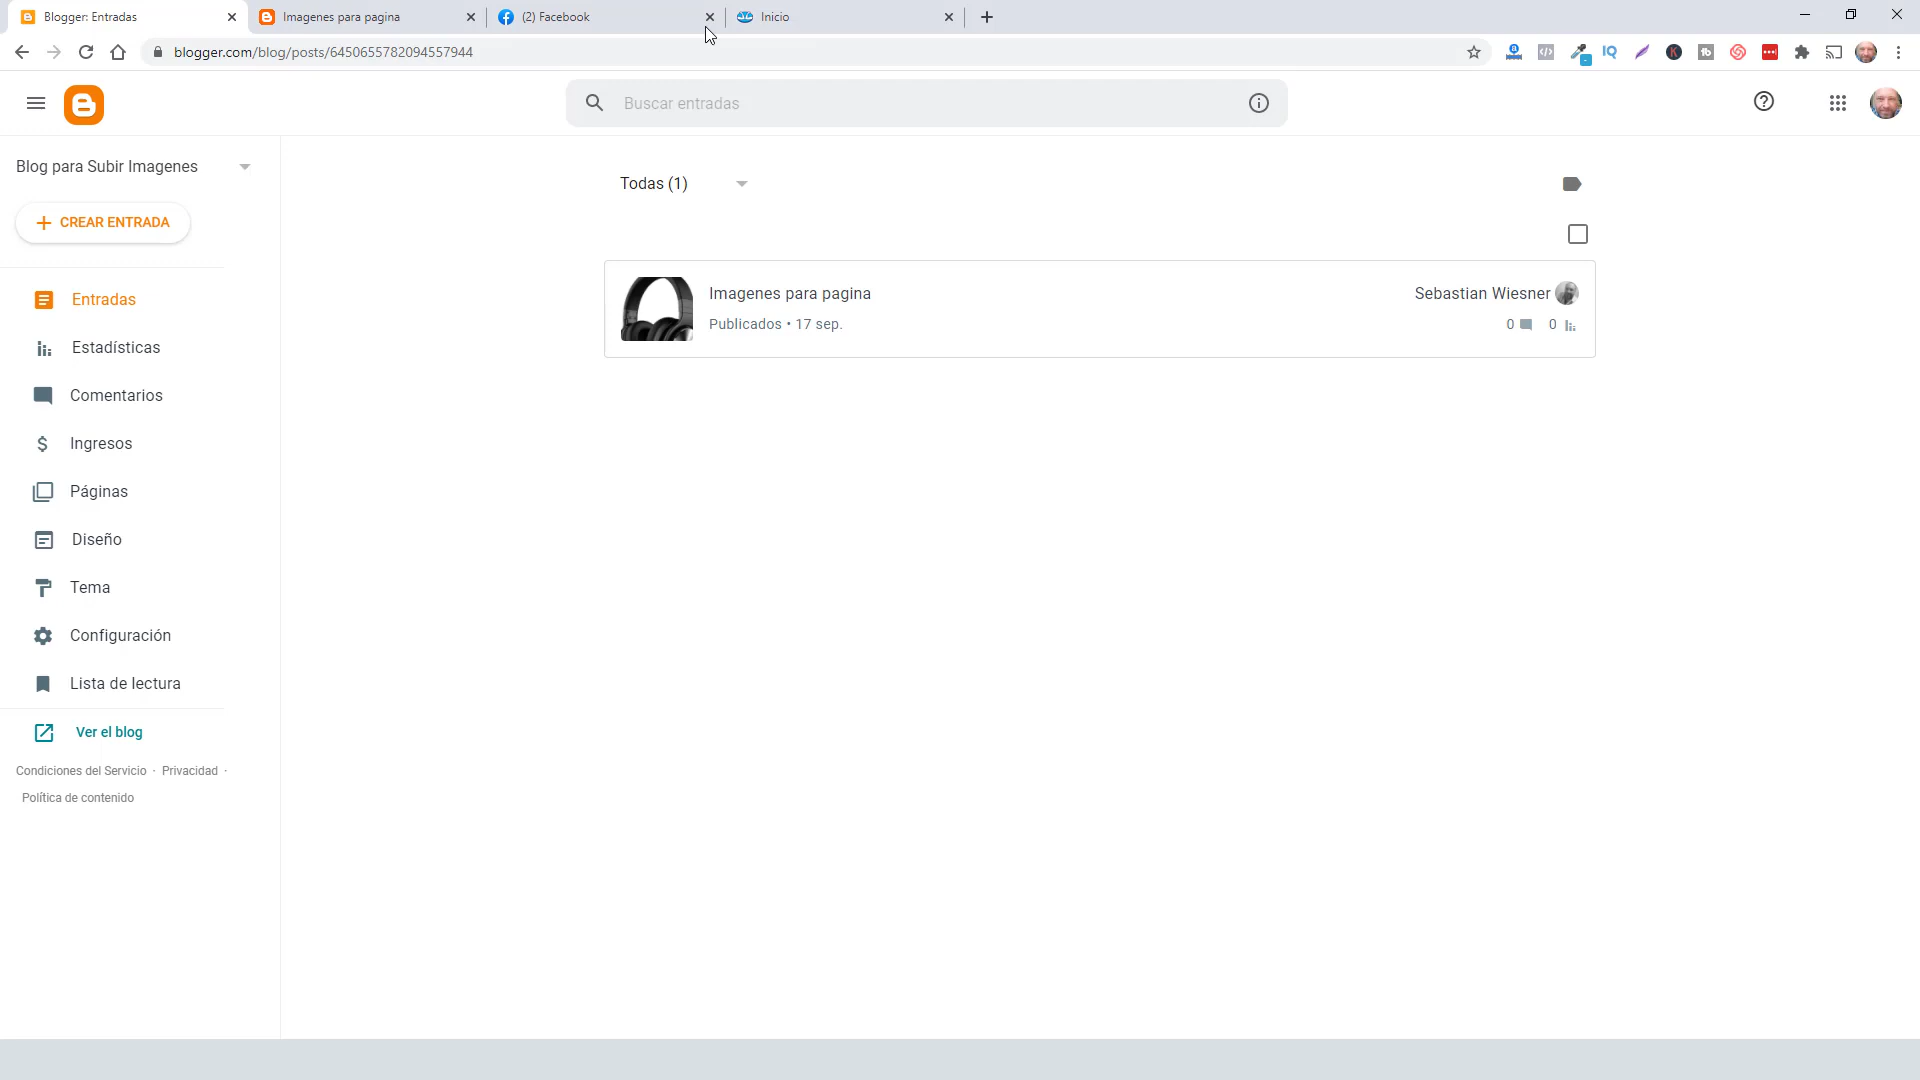 Blogger: Entradas
Imagenes para pagina
(2) Facebook
Inicio
blogger.com/blog/posts/6450655782094557944
Buscar entradas
Blog para Subir Imagenes
CREAR ENTRADA
Entradas
Estadísticas
Comentarios
Ingresos
Páginas
Diseño
Tema
Configuración
Lista de lectura
Ver el blog
Condiciones del Servicio · Privacidad ·
Política de contenido
Todas (1)
Imagenes para pagina
Sebastian Wiesner
Publicados • 17 sep.
0 0